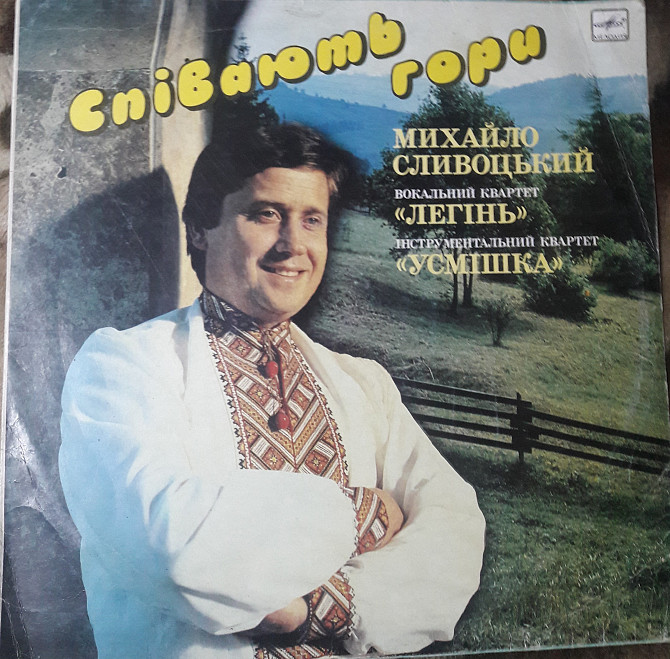 Співають
гори
МИХАЙЛО
СЛИВОЦЬКИЙ
ВОКАЛЬНИЙ КВАРТЕТ
«ЛЕГІНЬ»
ІНСТРУМЕНТАЛЬНИЙ КВАРТЕТ
«УСМІШКА»